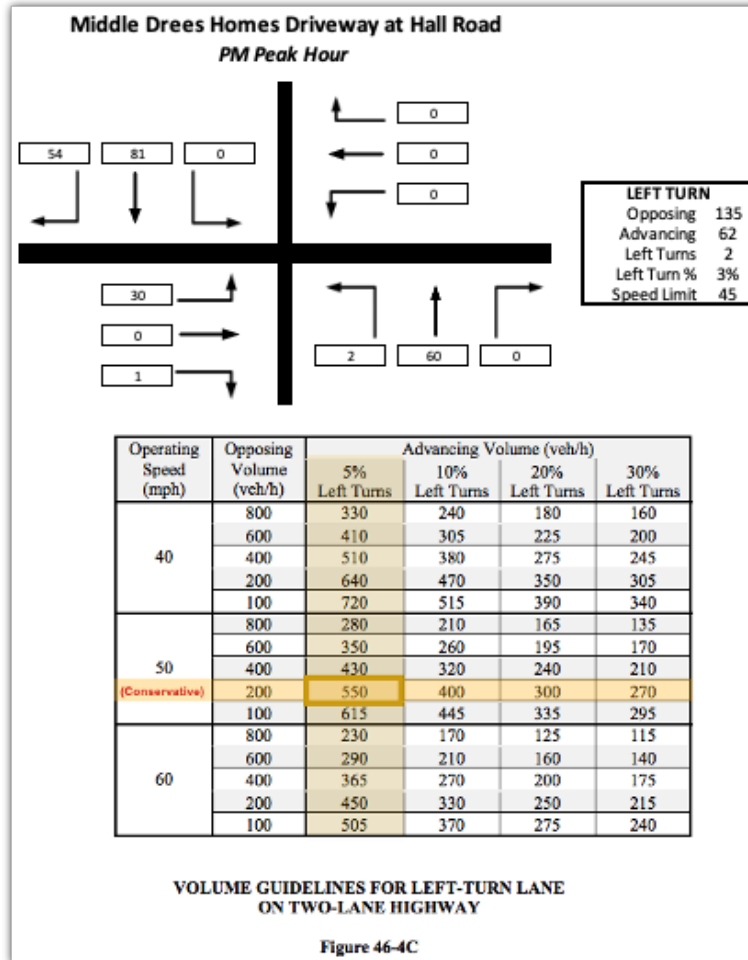 Middle Drees Homes Driveway at Hall Road
PM Peak Hour
0
54 81 0
0
0
LEFT TURN
Opposing 135
Advancing 62
Left Turns 2
Left Turn % 3%
Speed Limit 45
30
0
1
2 60 0
Operating Speed (mph) Opposing Volume (veh/h) Advancing Volume (veh/h)
5% Left Turns 10% Left Turns 20% Left Turns 30% Left Turns
800 330 240 180 160
600 410 305 225 200
40 400 510 380 275 245
200 640 470 350 305
100 720 515 390 340
800 280 210 165 135
600 350 260 195 170
50 400 430 320 240 210
(Conservative) 200 550 400 300 270
100 615 445 335 295
800 230 170 125 115
600 290 210 160 140
60 400 365 270 200 175
200 450 330 250 215
100 505 370 275 240
VOLUME GUIDELINES FOR LEFT-TURN LANE
ON TWO-LANE HIGHWAY
Figure 46-4C